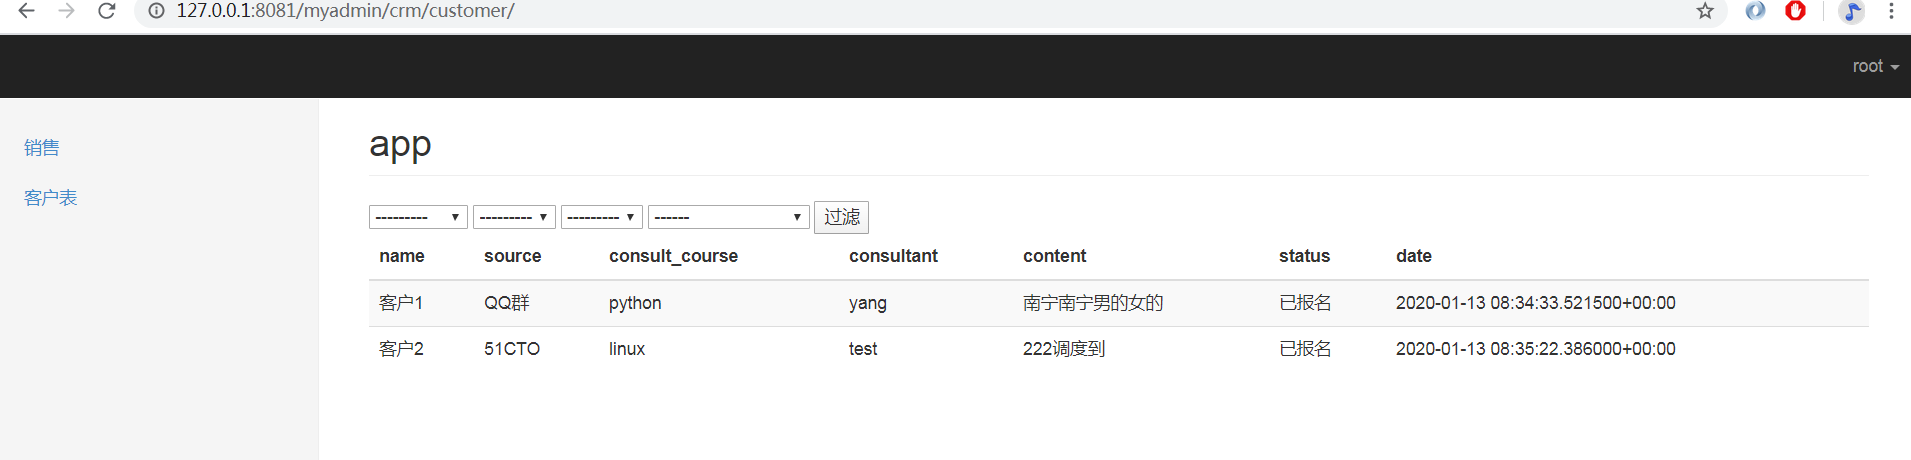 127.0.0.1:8081/myadmin/crm/customer/
root
销售
客户表
app
--------- --------- --------- ------ 过滤
name source consult_course consultant content status date
客户1 QQ群 python yang 南宁南宁男的女的 已报名 2020-01-13 08:34:33.521500+00:00
客户2 51CTO linux test 222调度到 已报名 2020-01-13 08:35:22.386000+00:00